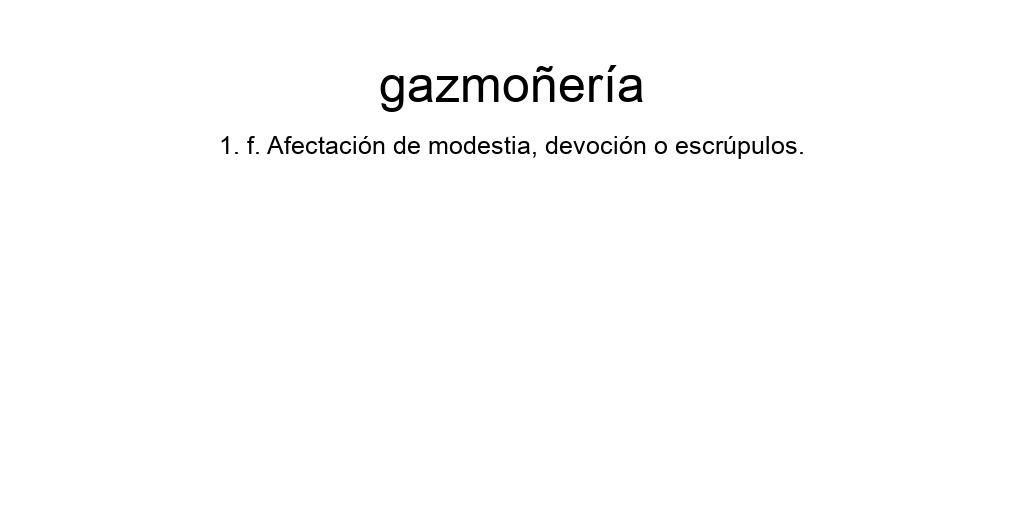 gazmoñería
1. f. Afectación de modestia, devoción o escrúpulos.